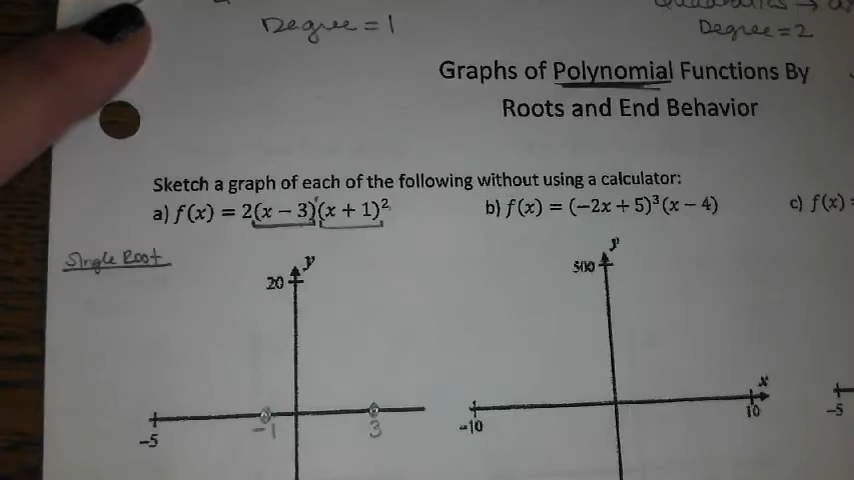 Degree = 1
Degree = 2
Graphs of Polynomial Functions By
Roots and End Behavior
Sketch a graph of each of the following without using a calculator:
a) f(x) = 2(x − 3)¹(x + 1)²
b) f(x) = (−2x + 5)³(x − 4)
c) f(x) =
Single Root
y
20
-5
-1
3
y
500
x
-10
10
-5